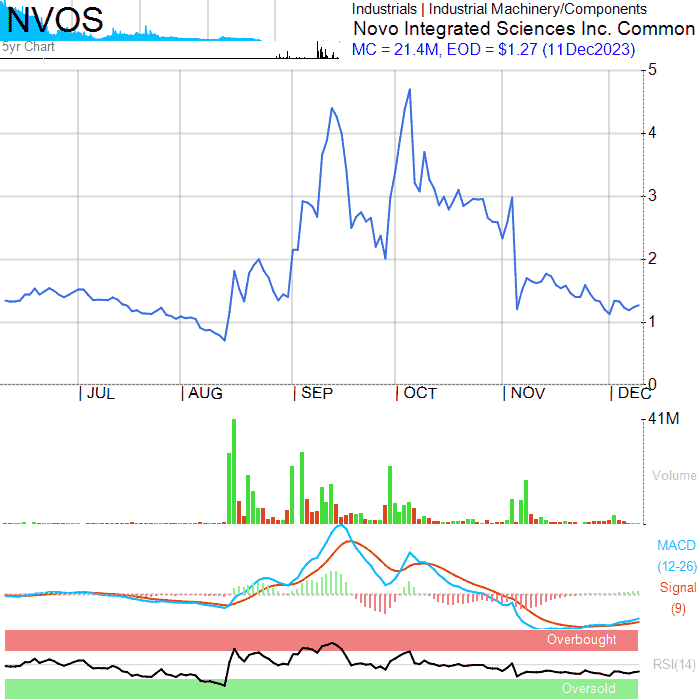 NVOS
5yr Chart
Industrials | Industrial Machinery/Components
Novo Integrated Sciences Inc. Common
MC = 21.4M, EOD = $1.27 (11Dec2023)
5
4
3
2
1
0
JUL
AUG
SEP
OCT
NOV
DEC
41M
Volume
MACD
(12-26)
Signal
(9)
Overbought
RSI(14)
Oversold